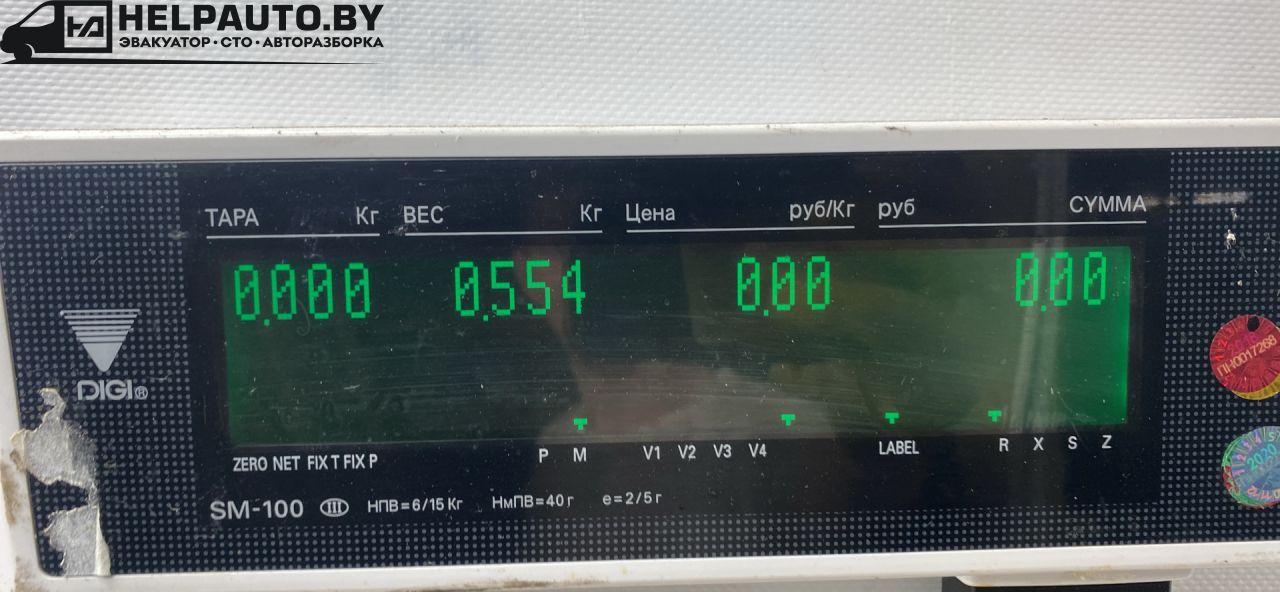 HELPAUTO.BY
ЭВАКУАТОР•СТО•АВТОРАЗБОРКА
ТАРА Кг ВЕС Кг Цена руб/Кг руб СУММА
0.000 0.554 0.00 0.00
DIGI®
ПН0017268
ZERO NET FIX T FIX P P M V1 V2 V3 V4 LABEL R X S Z
2020
SM-100 III НПВ=6/15 Кг НмПВ=40 г е=2/5 г